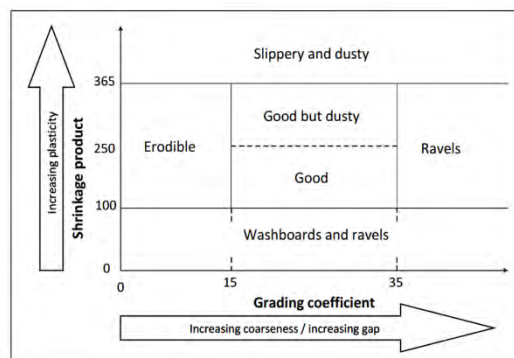 Slippery and dusty
365
Good but dusty
Erodible
Ravels
250
Good
100
Washboards and ravels
0
0
15
35
Increasing plasticity
Shrinkage product
Grading coefficient
Increasing coarseness / increasing gap